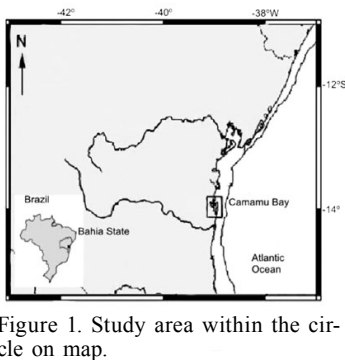 -42°
-40°
-38°W
N
-12°S
Camamu Bay
-14°
Brazil
Bahia State
Atlantic
Ocean
Figure 1. Study area within the cir-
cle on map.